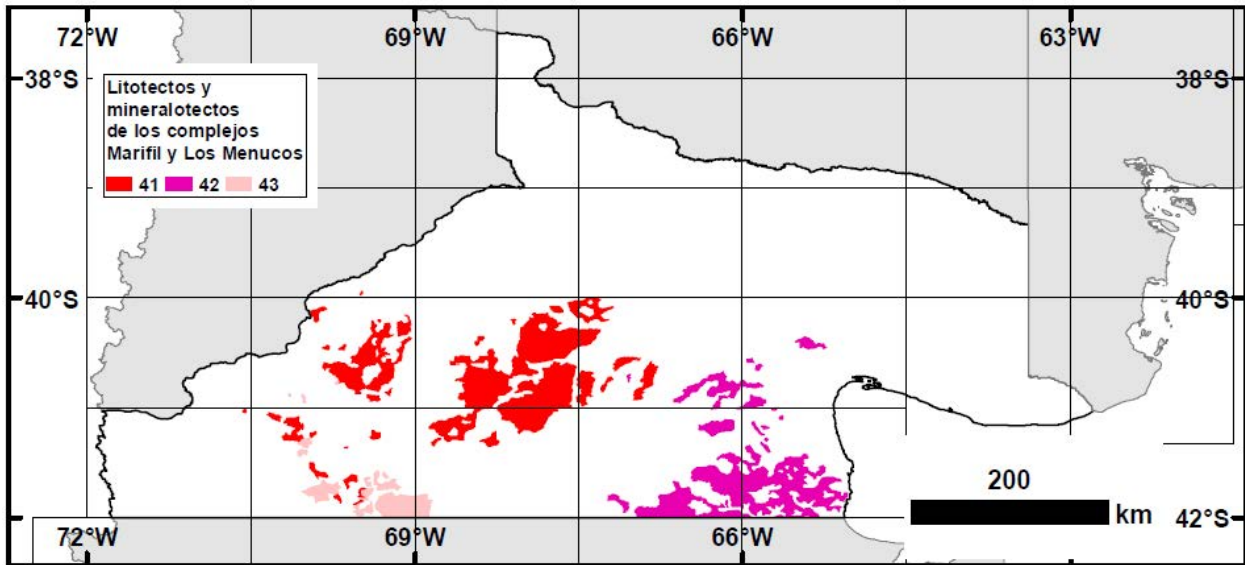 72°W 69°W 66°W 63°W
38°S 38°S
Litotectos y
mineralotectos
de los complejos
Marifil y Los Menucos
41 42 43
40°S 40°S
200
km
42°S
72°W 69°W 66°W